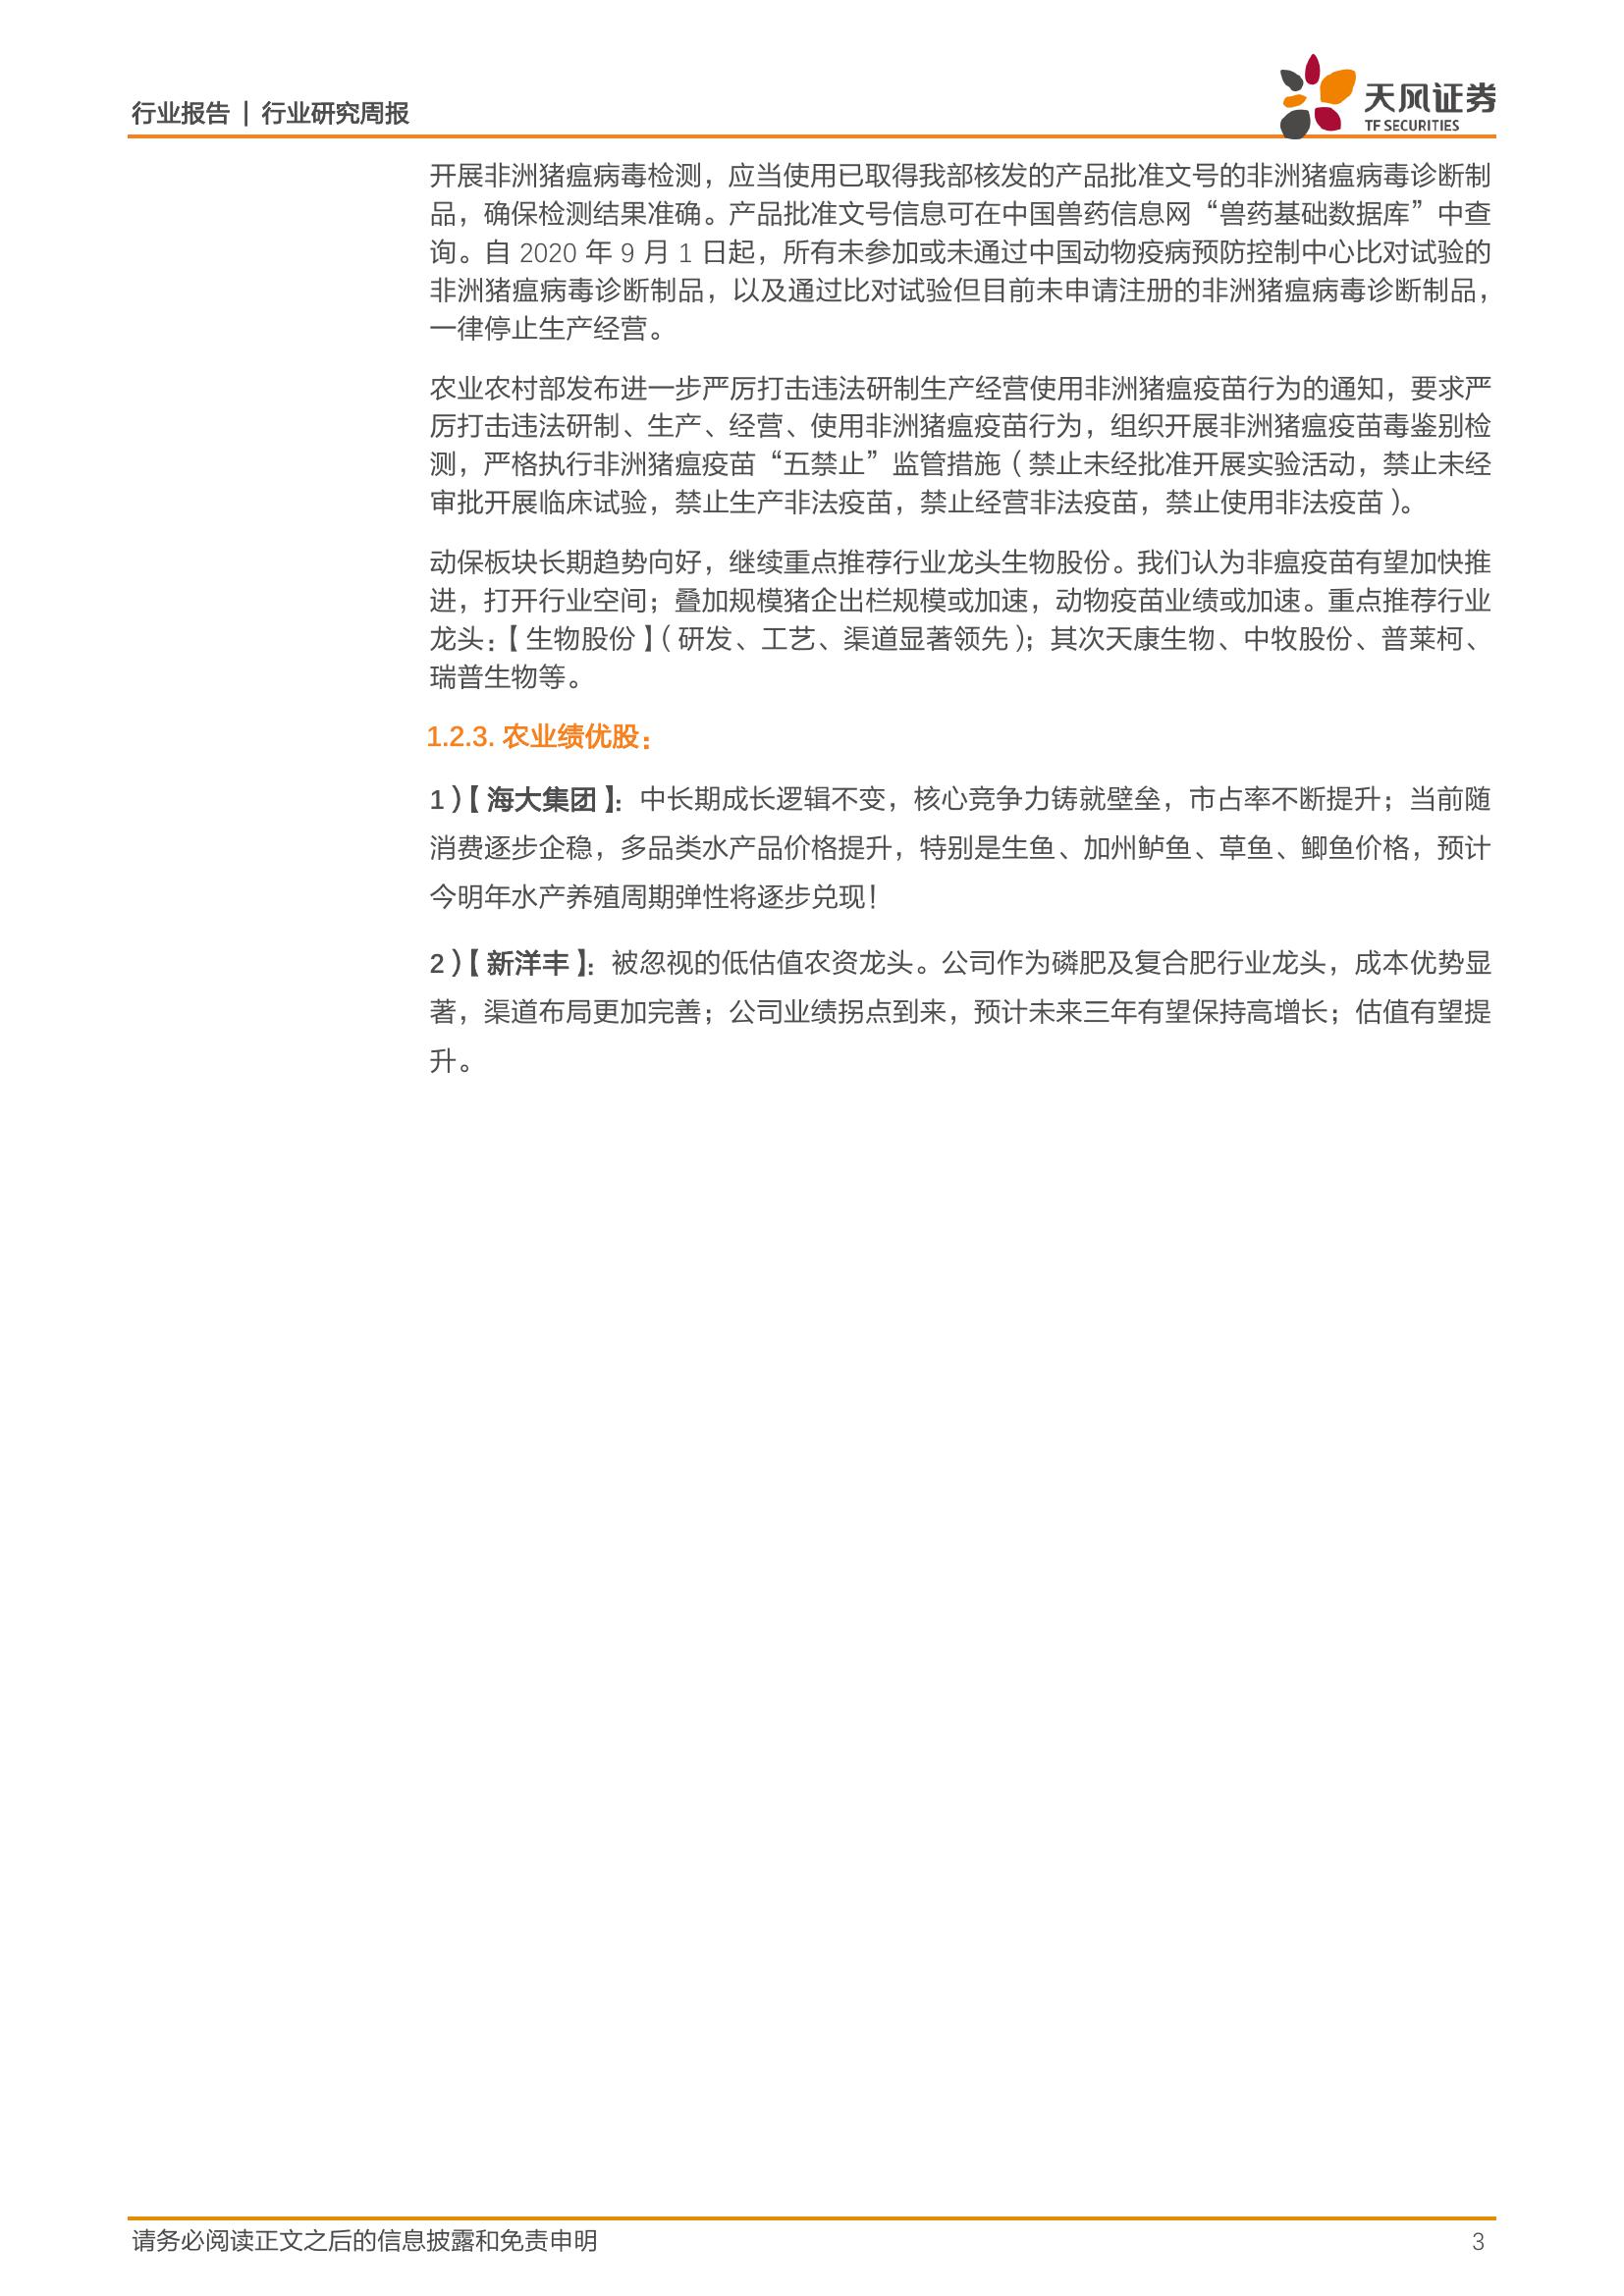 行业报告 | 行业研究周报
天风证券
TF SECURITIES
开展非洲猪瘟病毒检测，应当使用已取得我部核发的产品批准文号的非洲猪瘟病毒诊断制
品，确保检测结果准确。产品批准文号信息可在中国兽药信息网“兽药基础数据库”中查
询。自 2020 年 9 月 1 日起，所有未参加或未通过中国动物疫病预防控制中心比对试验的
非洲猪瘟病毒诊断制品，以及通过比对试验但目前未申请注册的非洲猪瘟病毒诊断制品，
一律停止生产经营。
农业农村部发布进一步严厉打击违法研制生产经营使用非洲猪瘟疫苗行为的通知，要求严
厉打击违法研制、生产、经营、使用非洲猪瘟疫苗行为，组织开展非洲猪瘟疫苗毒鉴别检
测，严格执行非洲猪瘟疫苗“五禁止”监管措施（禁止未经批准开展实验活动，禁止未经
审批开展临床试验，禁止生产非法疫苗，禁止经营非法疫苗，禁止使用非法疫苗）。
动保板块长期趋势向好，继续重点推荐行业龙头生物股份。我们认为非瘟疫苗有望加快推
进，打开行业空间；叠加规模猪企出栏规模或加速，动物疫苗业绩或加速。重点推荐行业
龙头：【生物股份】（研发、工艺、渠道显著领先）；其次天康生物、中牧股份、普莱柯、
瑞普生物等。
1.2.3. 农业绩优股：
1）【海大集团】：中长期成长逻辑不变，核心竞争力铸就壁垒，市占率不断提升；当前随
消费逐步企稳，多品类水产品价格提升，特别是生鱼、加州鲈鱼、草鱼、鲫鱼价格，预计
今明年水产养殖周期弹性将逐步兑现！
2）【新洋丰】：被忽视的低估值农资龙头。公司作为磷肥及复合肥行业龙头，成本优势显
著，渠道布局更加完善；公司业绩拐点到来，预计未来三年有望保持高增长；估值有望提
升。
请务必阅读正文之后的信息披露和免责申明
3